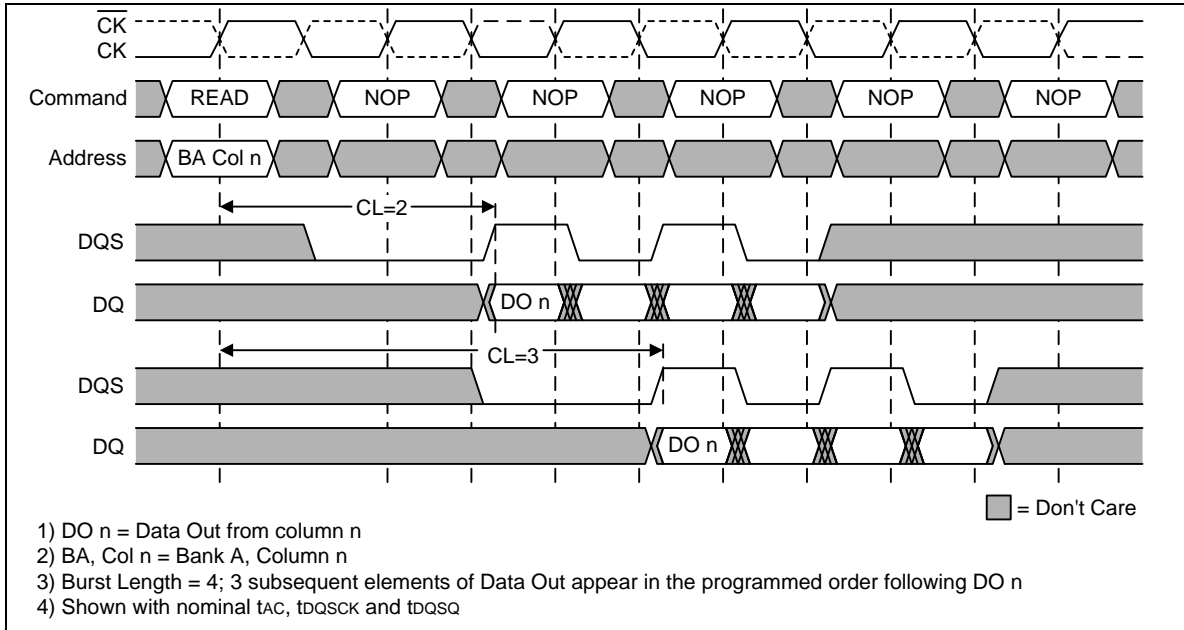 CK
CK
Command READ NOP NOP NOP NOP NOP
Address BA Col n
CL=2
DQS
DQ DO n
CL=3
DQS
DQ DO n
= Don't Care
1) DO n = Data Out from column n
2) BA, Col n = Bank A, Column n
3) Burst Length = 4; 3 subsequent elements of Data Out appear in the programmed order following DO n
4) Shown with nominal tAC, tDQSCK and tDQSQ